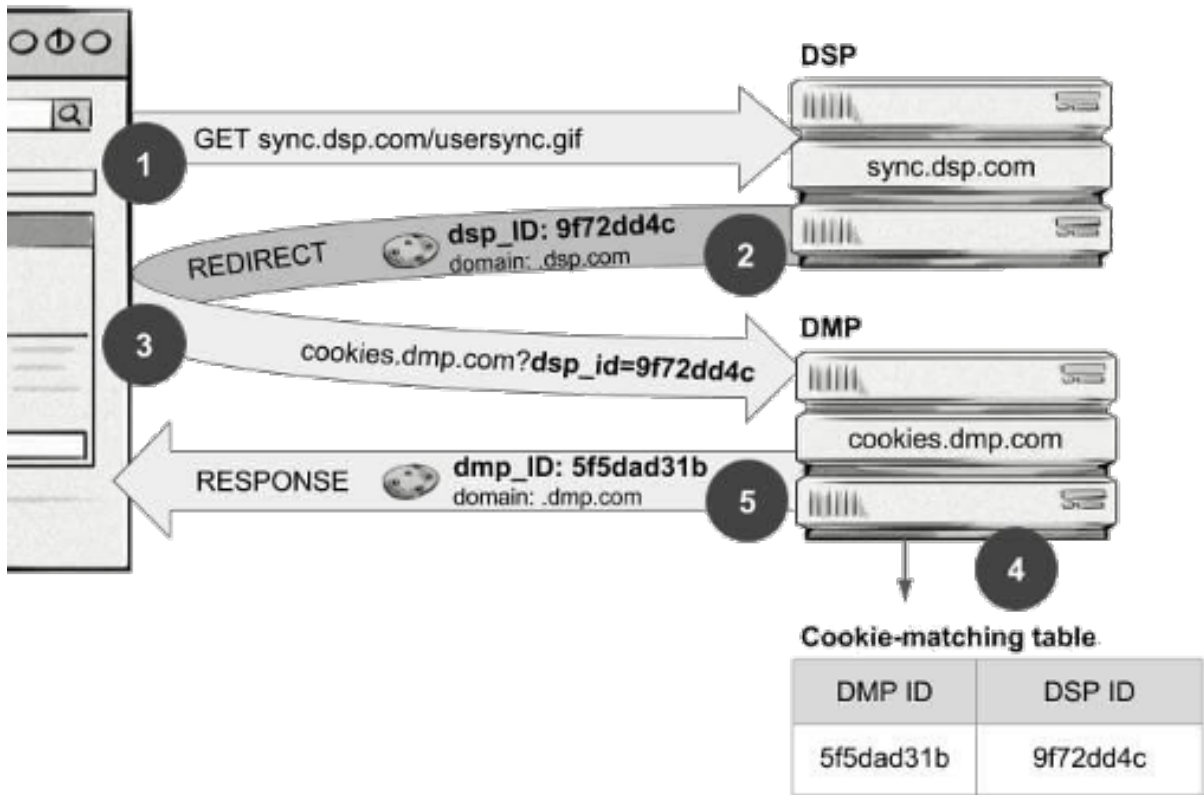 DSP
GET sync.dsp.com/usersync.gif
1
sync.dsp.com
dsp_ID: 9f72dd4c
domain: .dsp.com
REDIRECT
2
DMP
3
cookies.dmp.com?dsp_id=9f72dd4c
cookies.dmp.com
RESPONSE
dmp_ID: 5f5dad31b
domain: .dmp.com
5
4
Cookie-matching table
DMP ID DSP ID
5f5dad31b 9f72dd4c